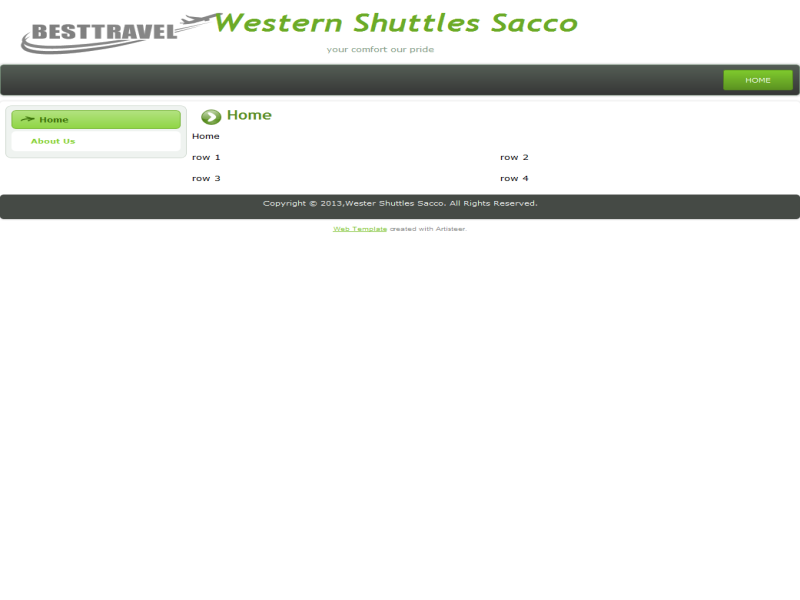 BESTTRAVEL
Western Shuttles Sacco
your comfort our pride
HOME
Home
About Us
Home
Home
row 1 row 2
row 3 row 4
Copyright © 2013,Wester Shuttles Sacco. All Rights Reserved.
Web Template created with Artisteer.